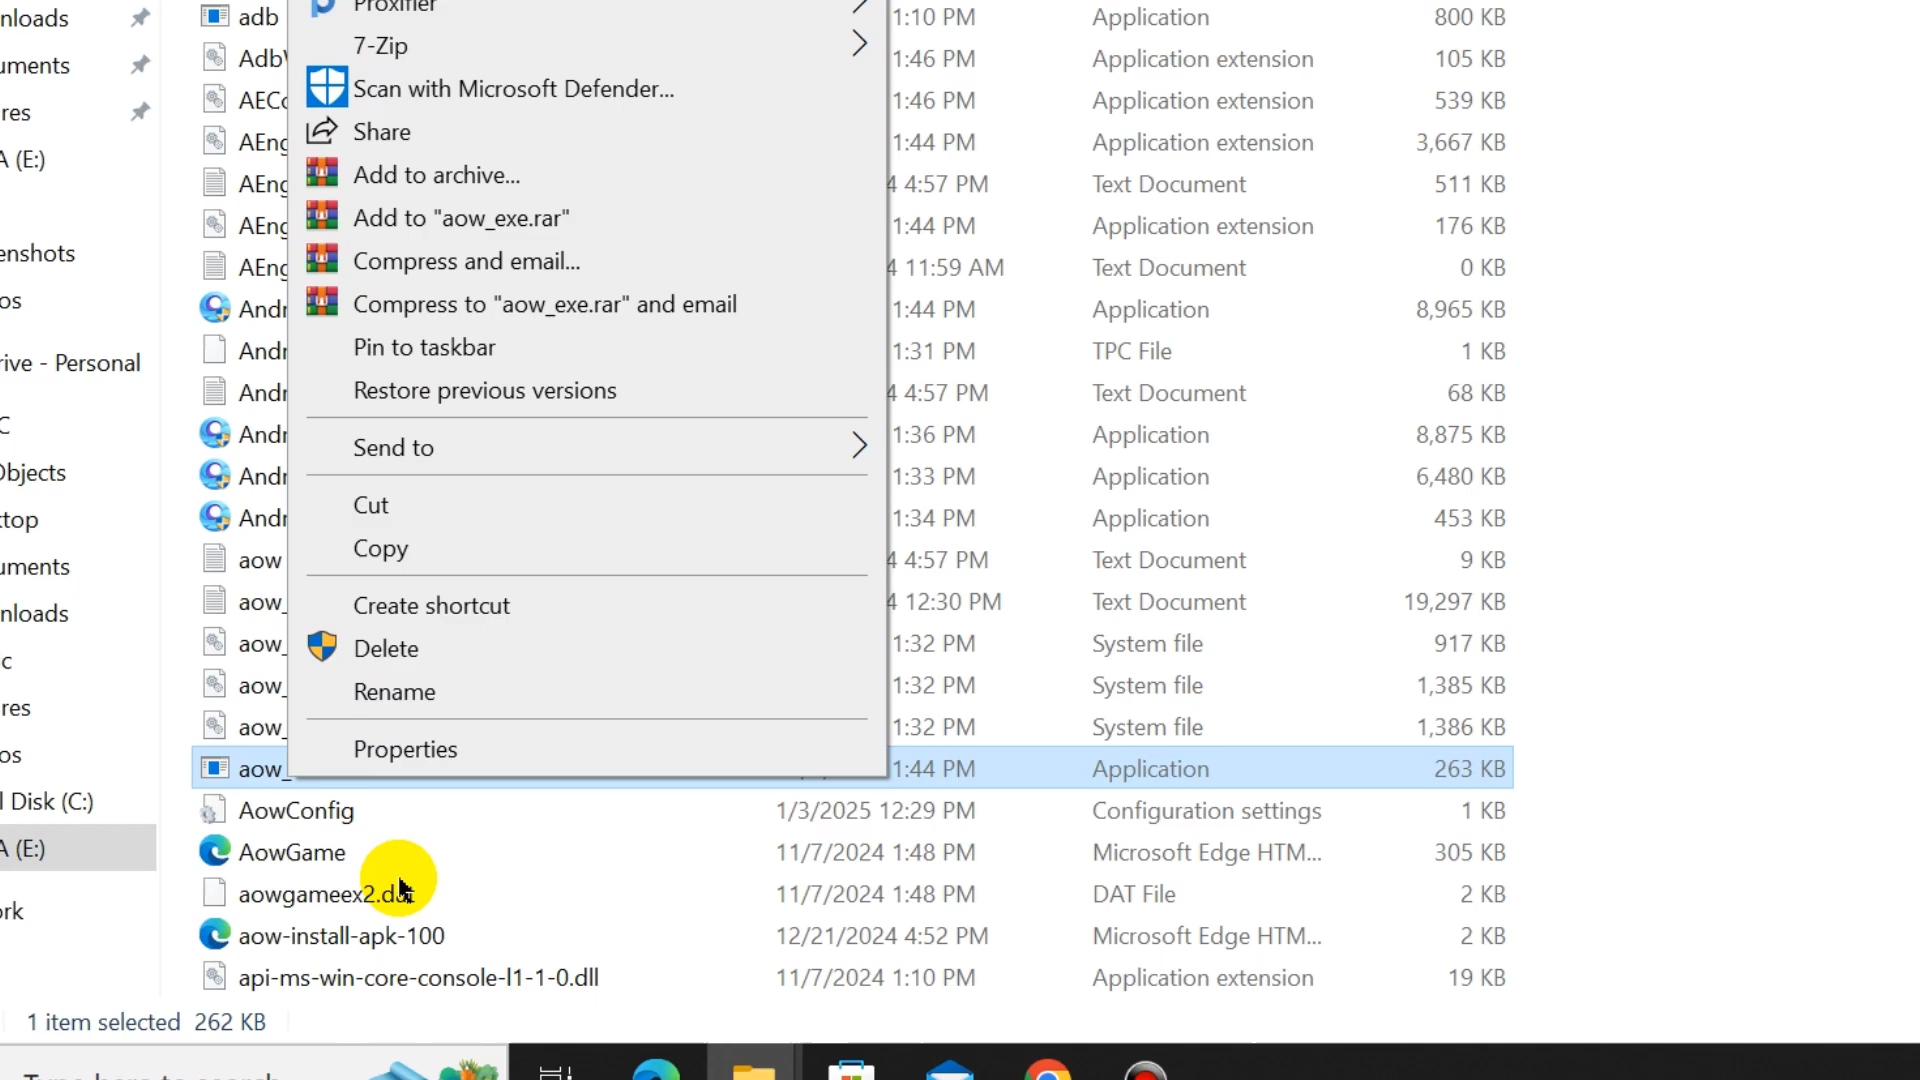 nloads
uments
res
A (E:)
enshots
os
rive - Personal
C
Objects
top
uments
nloads
c
res
os
l Disk (C:)
A (E:)
ork
adb 1:10 PM Application 800 KB
AdbW 1:46 PM Application extension 105 KB
AECo 1:46 PM Application extension 539 KB
AEng 1:44 PM Application extension 3,667 KB
AEng 4 4:57 PM Text Document 511 KB
AEng 1:44 PM Application extension 176 KB
AEng 4 11:59 AM Text Document 0 KB
Andr 1:44 PM Application 8,965 KB
Andr 1:31 PM TPC File 1 KB
Andr 4 4:57 PM Text Document 68 KB
Andr 1:36 PM Application 8,875 KB
Andr 1:33 PM Application 6,480 KB
Andr 1:34 PM Application 453 KB
aow 4 4:57 PM Text Document 9 KB
aow_ 4 12:30 PM Text Document 19,297 KB
aow_ 1:32 PM System file 917 KB
aow_ 1:32 PM System file 1,385 KB
aow_ 1:32 PM System file 1,386 KB
aow_ 1:44 PM Application 263 KB
AowConfig 1/3/2025 12:29 PM Configuration settings 1 KB
AowGame 11/7/2024 1:48 PM Microsoft Edge HTM... 305 KB
aowgameex2.dat 11/7/2024 1:48 PM DAT File 2 KB
aow-install-apk-100 12/21/2024 4:52 PM Microsoft Edge HTM... 2 KB
api-ms-win-core-console-l1-1-0.dll 11/7/2024 1:10 PM Application extension 19 KB
Proxifier
7-Zip
Scan with Microsoft Defender...
Share
Add to archive...
Add to "aow_exe.rar"
Compress and email...
Compress to "aow_exe.rar" and email
Pin to taskbar
Restore previous versions
Send to
Cut
Copy
Create shortcut
Delete
Rename
Properties
1 item selected 262 KB
Type here to search